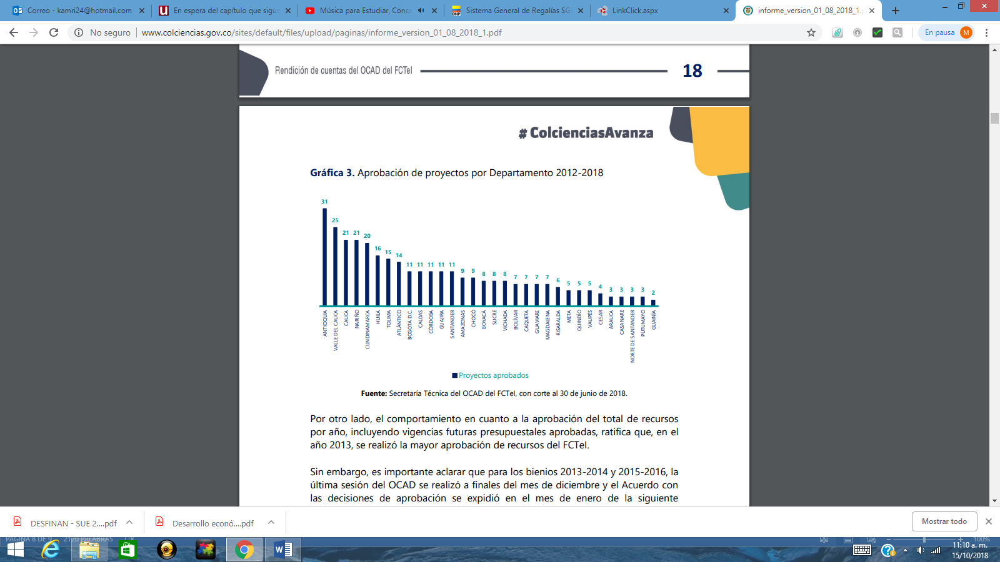 Correo - kamri24@hotmail.com
En espera del capítulo que sigue
Música para Estudiar, Conce
Sistema General de Regalías SG
LinkClick.aspx
informe_version_01_08_2018_1.p
No seguro
www.colciencias.gov.co/sites/default/files/upload/paginas/informe_version_01_08_2018_1.pdf
En pausa
M
Rendición de cuentas del OCAD del FCTeI
18
# ColcienciasAvanza
Gráfica 3. Aprobación de proyectos por Departamento 2012-2018
31
25
21
21
20
16
15
14
11
11
11
11
11
9
9
8
8
8
7
7
7
7
6
5
5
5
4
3
3
3
3
2
ANTIOQUIA
VALLE DEL CAUCA
CAUCA
NARIÑO
CUNDINAMARCA
HUILA
TOLIMA
ATLÁNTICO
BOGOTÁ D.C.
CALDAS
CÓRDOBA
GUAJIRA
SANTANDER
AMAZONAS
CHOCÓ
BOYACÁ
SUCRE
VICHADA
BOLÍVAR
CAQUETÁ
GUAVIARE
MAGDALENA
RISARALDA
META
QUINDÍO
VAUPÉS
CESAR
ARAUCA
CASANARE
NORTE DE SANTANDER
PUTUMAYO
GUAINÍA
Proyectos aprobados
Fuente: Secretaría Técnica del OCAD del FCTeI, con corte al 30 de junio de 2018.
Por otro lado, el comportamiento en cuanto a la aprobación del total de recursos
por año, incluyendo vigencias futuras presupuestales aprobadas, ratifica que, en el
año 2013, se realizó la mayor aprobación de recursos del FCTeI.
Sin embargo, es importante aclarar que para los bienios 2013-2014 y 2015-2016, la
última sesión del OCAD se realizó a finales del mes de diciembre y el Acuerdo con
las decisiones de aprobación se expidió en el mes de enero de la siguiente
DESFINAN - SUE 2....pdf
Desarrollo econó....pdf
Mostrar todo
PÁGINA 8 DE 9
2120 PALABRAS
100%
11:10 a. m.
15/10/2018